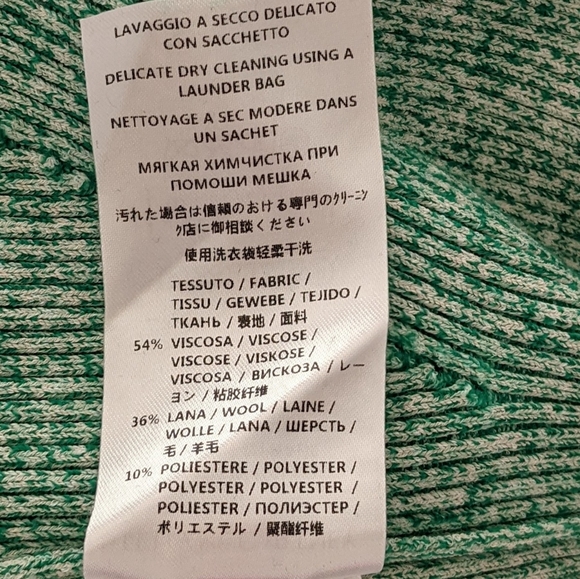 LAVAGGIO A SECCO DELICATO
CON SACCHETTO
DELICATE DRY CLEANING USING A
LAUNDER BAG
NETTOYAGE A SEC MODERE DANS
UN SACHET
МЯГКАЯ ХИМЧИСТКА ПРИ
ПОМОШИ МЕШКА
汚れた場合は信頼のおける専門のクリーニン
グ店に御相談ください
使用洗衣袋轻柔干洗
TESSUTO / FABRIC /
TISSU / GEWEBE / TEJIDO /
ТКАНЬ / 表地 / 面料
54% VISCOSA / VISCOSE /
VISCOSE / VISKOSE /
VISCOSA / ВИСКОЗА / レー
ヨン / 粘胶纤维
36% LANA / WOOL / LAINE /
WOLLE / LANA / ШЕРСТЬ /
毛 / 羊毛
10% POLIESTERE / POLYESTER /
POLYESTER / POLYESTER /
POLIESTER / ПОЛИЭСТЕР /
ポリエステル / 聚酯纤维